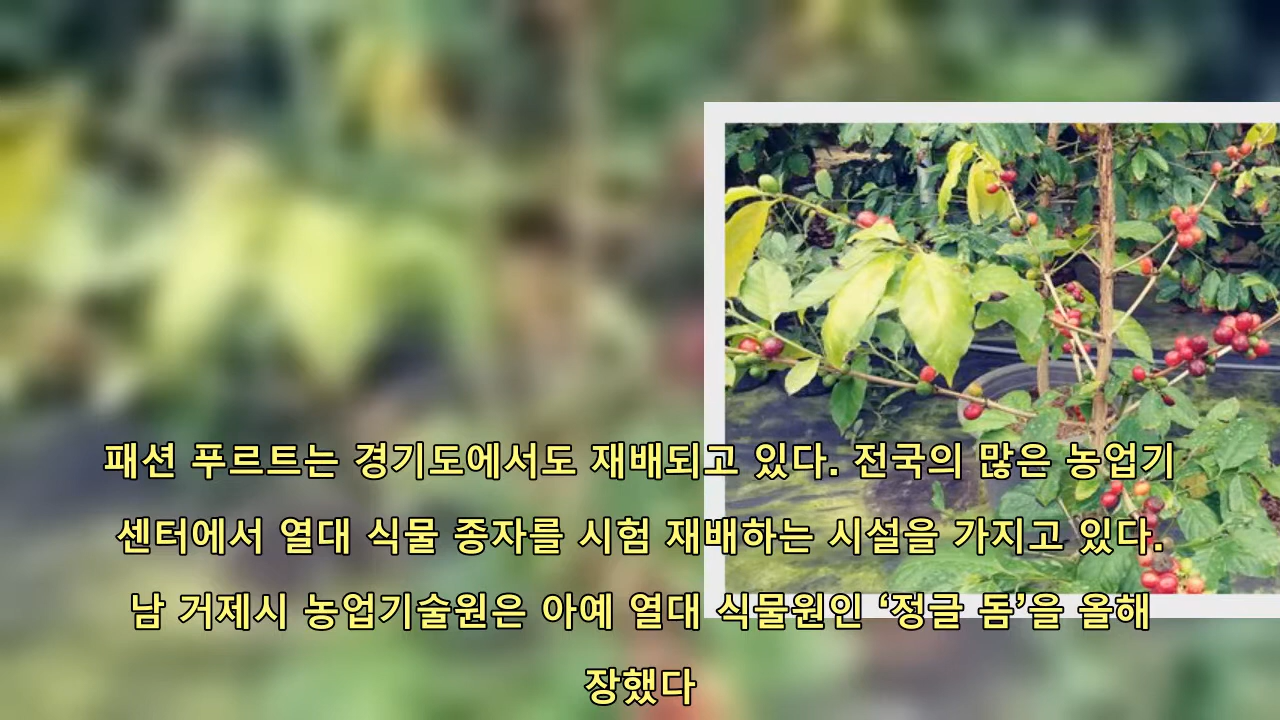 패션 푸르트는 경기도에서도 재배되고 있다. 전국의 많은 농업기
센터에서 열대 식물 종자를 시험 재배하는 시설을 가지고 있다.
남 거제시 농업기술원은 아예 열대 식물원인 ‘정글 돔’을 올해
장했다